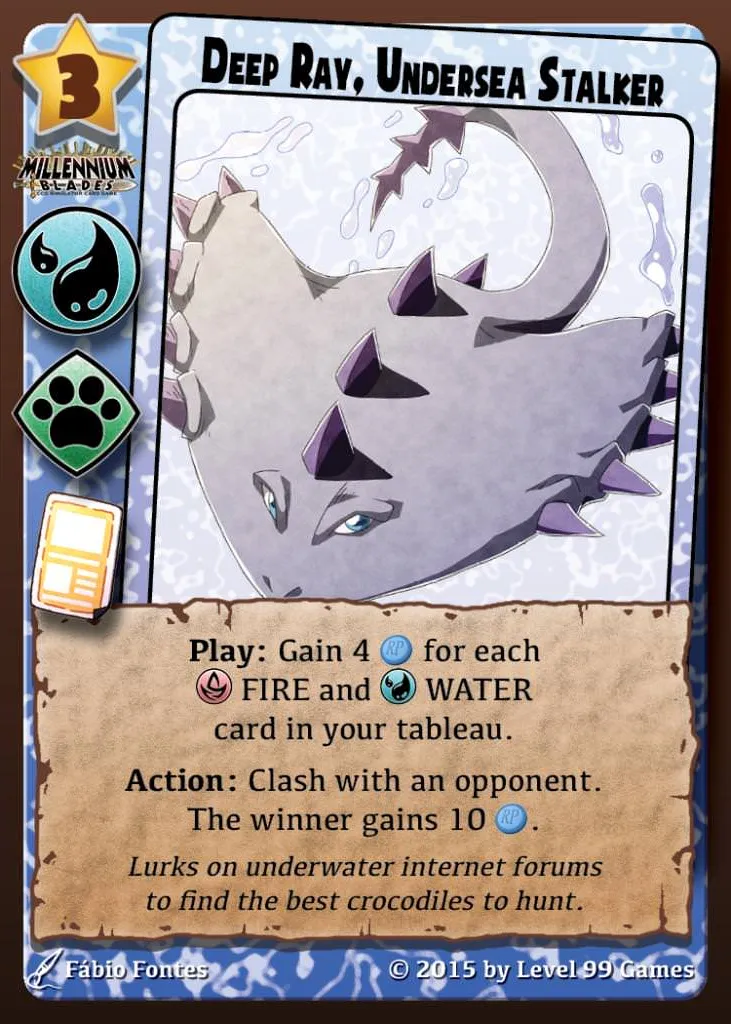 3
Deep Ray, Undersea Stalker
MILLENNIUM
BLADES
Play: Gain 4 RP for each
FIRE and WATER
card in your tableau.
Action: Clash with an opponent.
The winner gains 10 RP.
Lurks on underwater internet forums
to find the best crocodiles to hunt.
Fábio Fontes
© 2015 by Level 99 Games